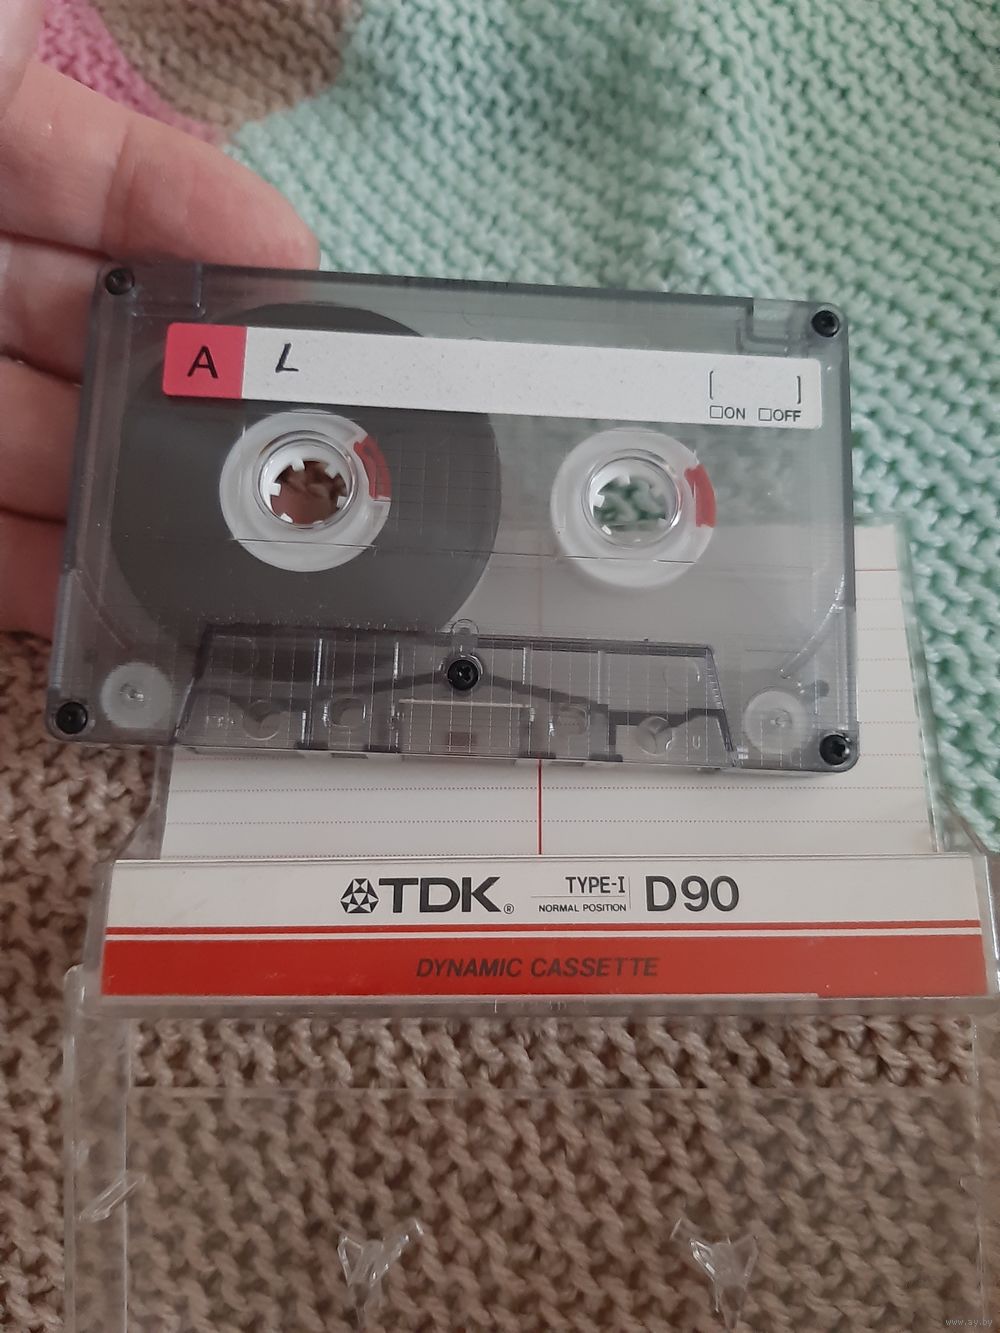 A L
[ ]
□ON □OFF
TDK® TYPE-I NORMAL POSITION D90
DYNAMIC CASSETTE
www.ay.by